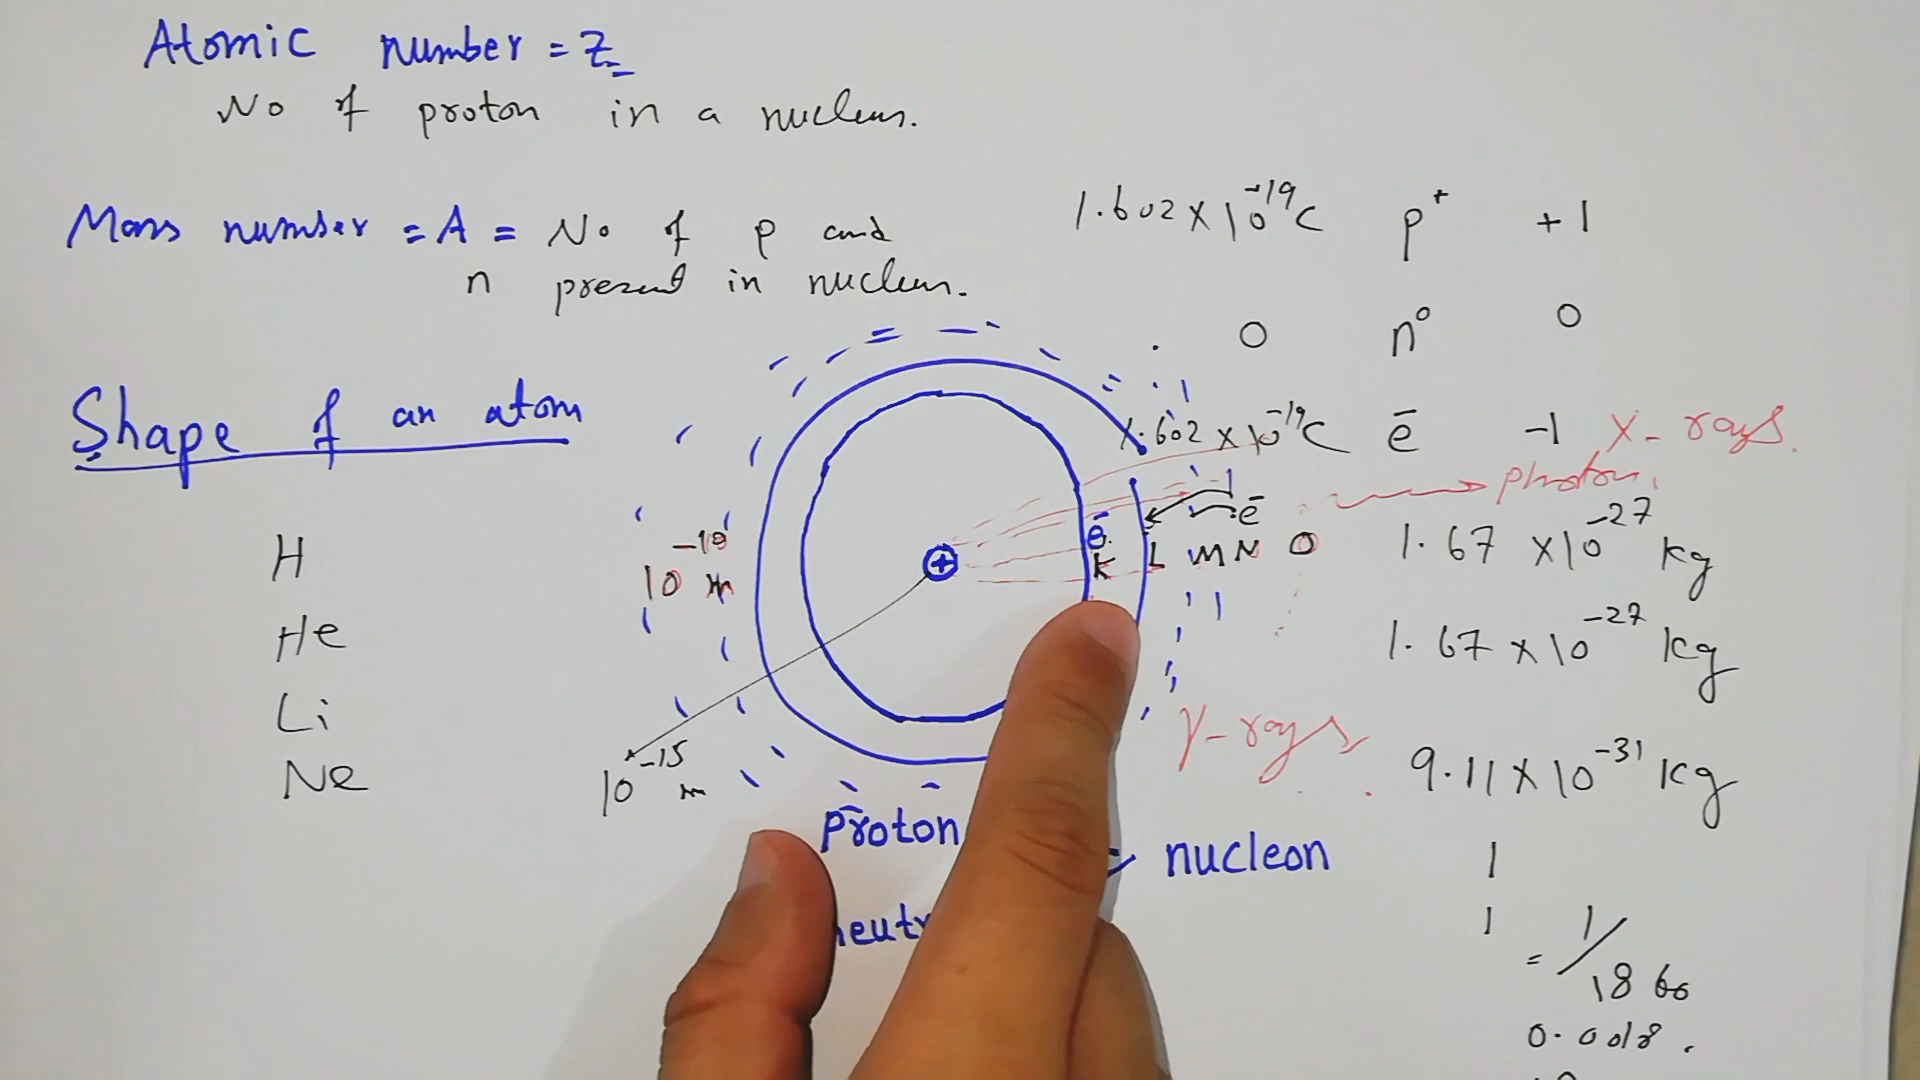 Atomic number = Z
No of proton in a nucleus.
Mass number = A = No of p and
n present in nucleus.
1.602 X 10⁻¹⁹ C p⁺ +1
0 n⁰ 0
1.602 x 10⁻¹⁹ C e⁻ -1 X-rays.
Shape of an atom
photon.
e⁻
e⁻
K L M N O
10⁻¹⁰ m
+
H
He
Li
Ne
1.67 X 10⁻²⁷ kg
1.67 X 10⁻²⁷ kg
γ-rays
10⁻¹⁵ m
9.11 X 10⁻³¹ kg
Proton
nucleon
neut
1
1
= 1/1860